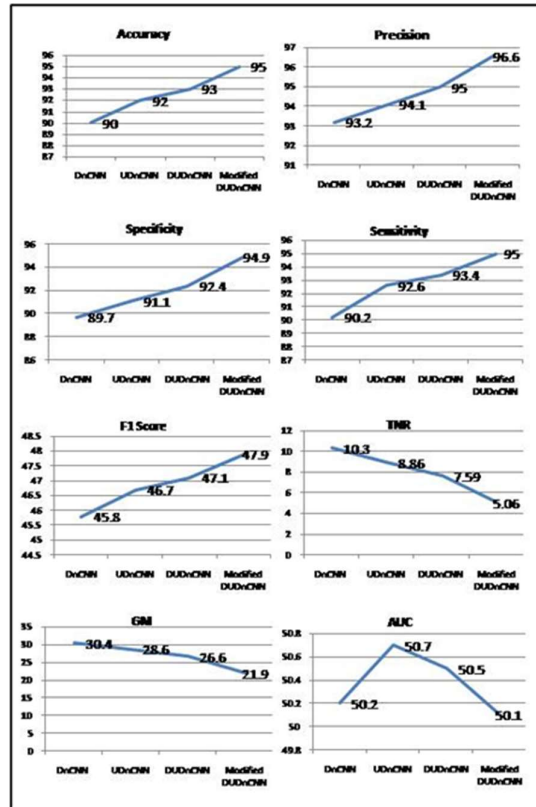 Accuracy
96
95
94
93
92
91
90
89
88
87
90
92
93
95
DnCNN
UDnCNN
DUDnCNN
Modified
DUDnCNN
Precision
97
96
95
94
93
92
91
93.2
94.1
95
96.6
DnCNN
UDnCNN
DUDnCNN
Modified
DUDnCNN
Specificity
96
94
92
90
88
86
89.7
91.1
92.4
94.9
DnCNN
UDnCNN
DUDnCNN
Modified
DUDnCNN
Sensitivity
96
95
94
93
92
91
90
89
88
87
90.2
92.6
93.4
95
DnCNN
UDnCNN
DUDnCNN
Modified
DUDnCNN
F1 Score
48.5
48
47.5
47
46.5
46
45.5
45
44.5
45.8
46.7
47.1
47.9
DnCNN
UDnCNN
DUDnCNN
Modified
DUDnCNN
TNR
12
10
8
6
4
2
0
10.3
8.86
7.59
5.06
DnCNN
UDnCNN
DUDnCNN
Modified
DUDnCNN
GM
35
30
25
20
15
10
5
0
30.4
28.6
26.6
21.9
DnCNN
UDnCNN
DUDnCNN
Modified
DUDnCNN
AUC
50.8
50.6
50.4
50.2
50
49.8
50.2
50.7
50.5
50.1
DnCNN
UDnCNN
DUDnCNN
Modified
DUDnCNN